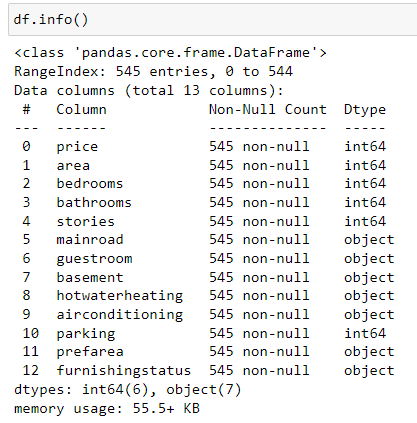 df.info()
<class 'pandas.core.frame.DataFrame'>
RangeIndex: 545 entries, 0 to 544
Data columns (total 13 columns):
 #   Column            Non-Null Count  Dtype
---  ------            --------------  -----
 0   price             545 non-null    int64
 1   area              545 non-null    int64
 2   bedrooms          545 non-null    int64
 3   bathrooms         545 non-null    int64
 4   stories           545 non-null    int64
 5   mainroad          545 non-null    object
 6   guestroom         545 non-null    object
 7   basement          545 non-null    object
 8   hotwaterheating   545 non-null    object
 9   airconditioning   545 non-null    object
 10  parking           545 non-null    int64
 11  prefarea          545 non-null    object
 12  furnishingstatus  545 non-null    object
dtypes: int64(6), object(7)
memory usage: 55.5+ KB